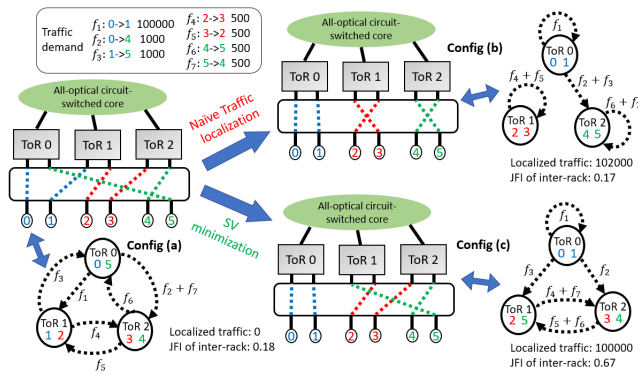 Traffic demand
f₁: 0->1 100000
f₂: 0->4 1000
f₃: 1->5 1000
f₄: 2->3 500
f₅: 3->2 500
f₆: 4->5 500
f₇: 5->4 500
All-optical circuit-switched core
ToR 0 ToR 1 ToR 2
0 1 2 3 4 5
Config (a)
ToR 0
0 5
ToR 1
1 2
ToR 2
3 4
f₃
f₁
f₆
f₂ + f₇
f₄
f₅
Localized traffic: 0
JFI of inter-rack: 0.18
Naïve Traffic localization
SV minimization
All-optical circuit-switched core
Config (b)
ToR 0 ToR 1 ToR 2
0 1 2 3 4 5
f₁
ToR 0
0 1
f₄ + f₅
f₂ + f₃
f₆ + f₇
ToR 1
2 3
ToR 2
4 5
Localized traffic: 102000
JFI of inter-rack: 0.17
All-optical circuit-switched core
Config (c)
ToR 0 ToR 1 ToR 2
0 1 2 3 4 5
f₁
ToR 0
0 1
f₃
f₂
f₄ + f₇
ToR 1
2 5
ToR 2
3 4
f₅ + f₆
Localized traffic: 100000
JFI of inter-rack: 0.67